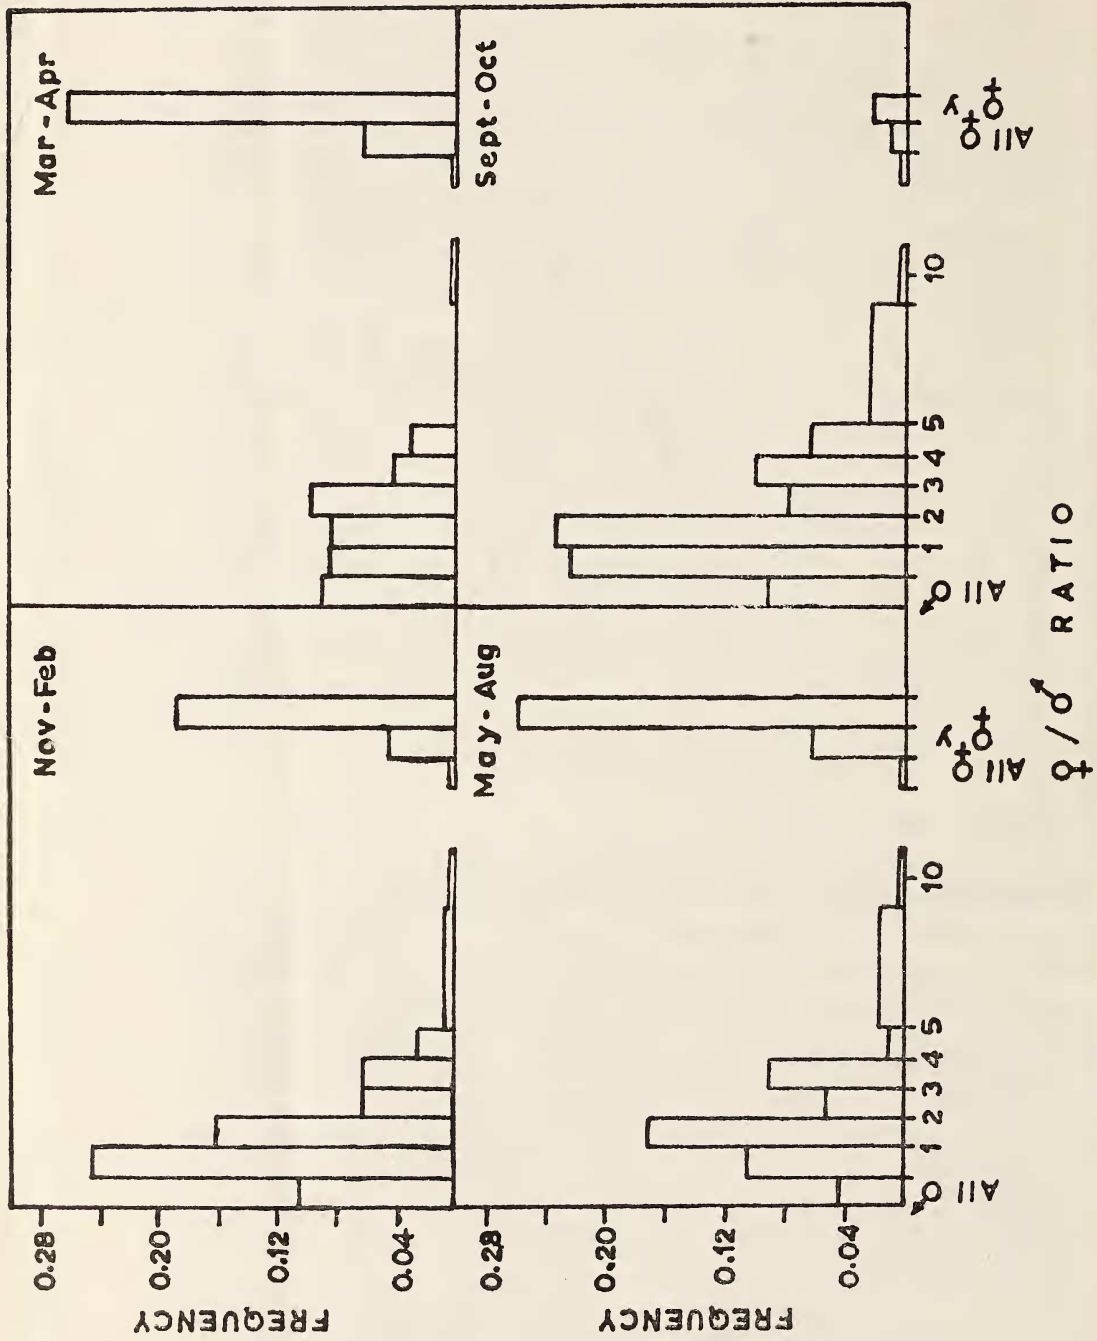 Nov-Feb
Mar-Apr
FREQUENCY
0.28
0.20
0.12
0.04
May-Aug
Sept-Oct
FREQUENCY
0.28
0.20
0.12
0.04
All ♂ 1 2 3 4 5 10 All ♀ ♀y
All ♂ 1 2 3 4 5 10 All ♀ ♀y
♀/♂ RATIO